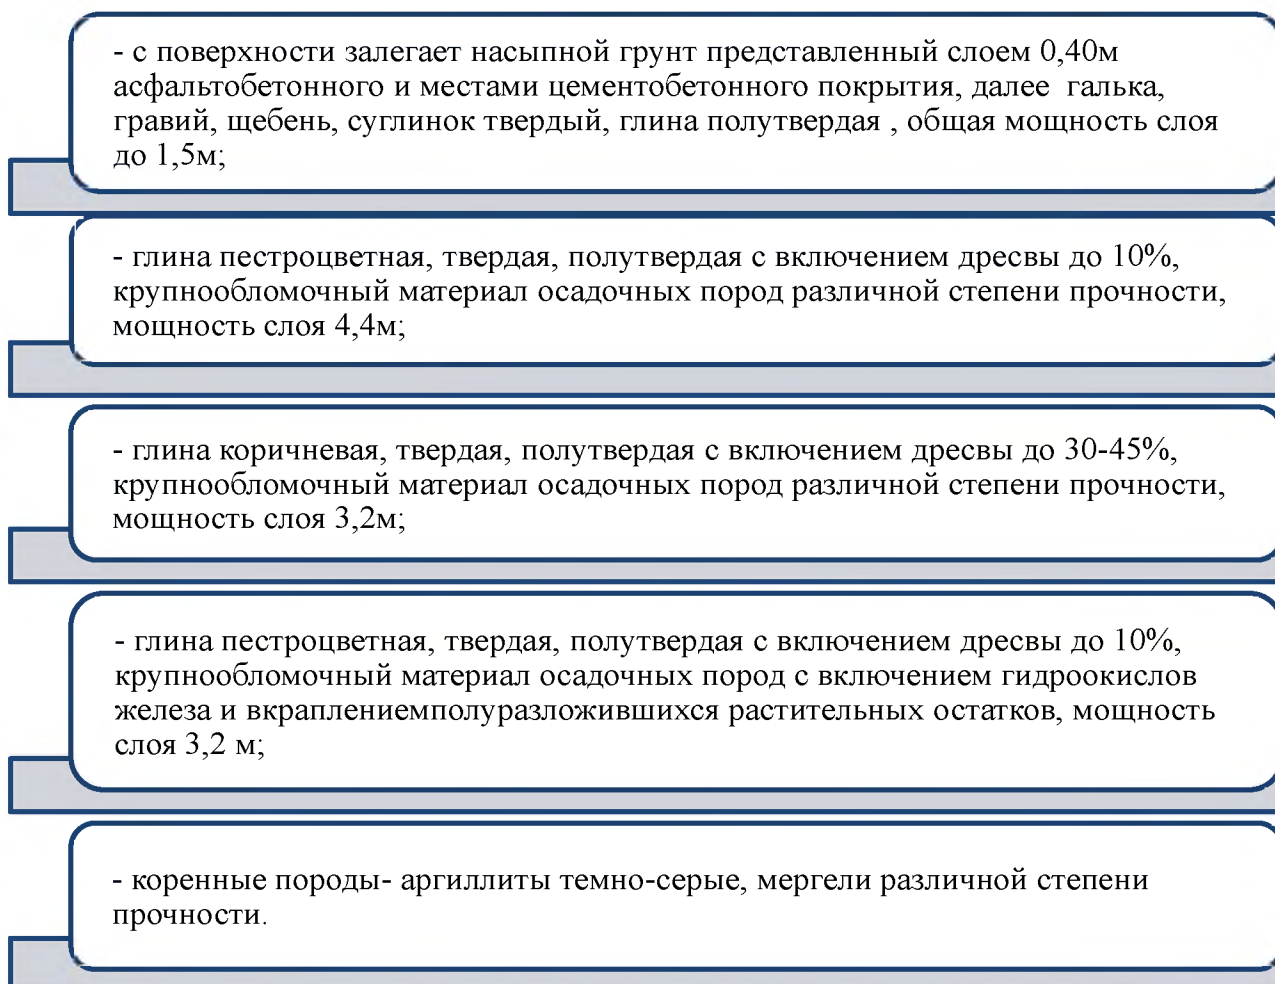 - с поверхности залегает насыпной грунт представленный слоем 0,40м
асфальтобетонного и местами цементобетонного покрытия, далее  галька,
гравий, щебень, суглинок твердый, глина полутвердая , общая мощность слоя
до 1,5м;
- глина пестроцветная, твердая, полутвердая с включением дресвы до 10%,
крупнообломочный материал осадочных пород различной степени прочности,
мощность слоя 4,4м;
- глина коричневая, твердая, полутвердая с включением дресвы до 30-45%,
крупнообломочный материал осадочных пород различной степени прочности,
мощность слоя 3,2м;
- глина пестроцветная, твердая, полутвердая с включением дресвы до 10%,
крупнообломочный материал осадочных пород с включением гидроокислов
железа и вкраплениемполуразложившихся растительных остатков, мощность
слоя 3,2 м;
- коренные породы- аргиллиты темно-серые, мергели различной степени
прочности.